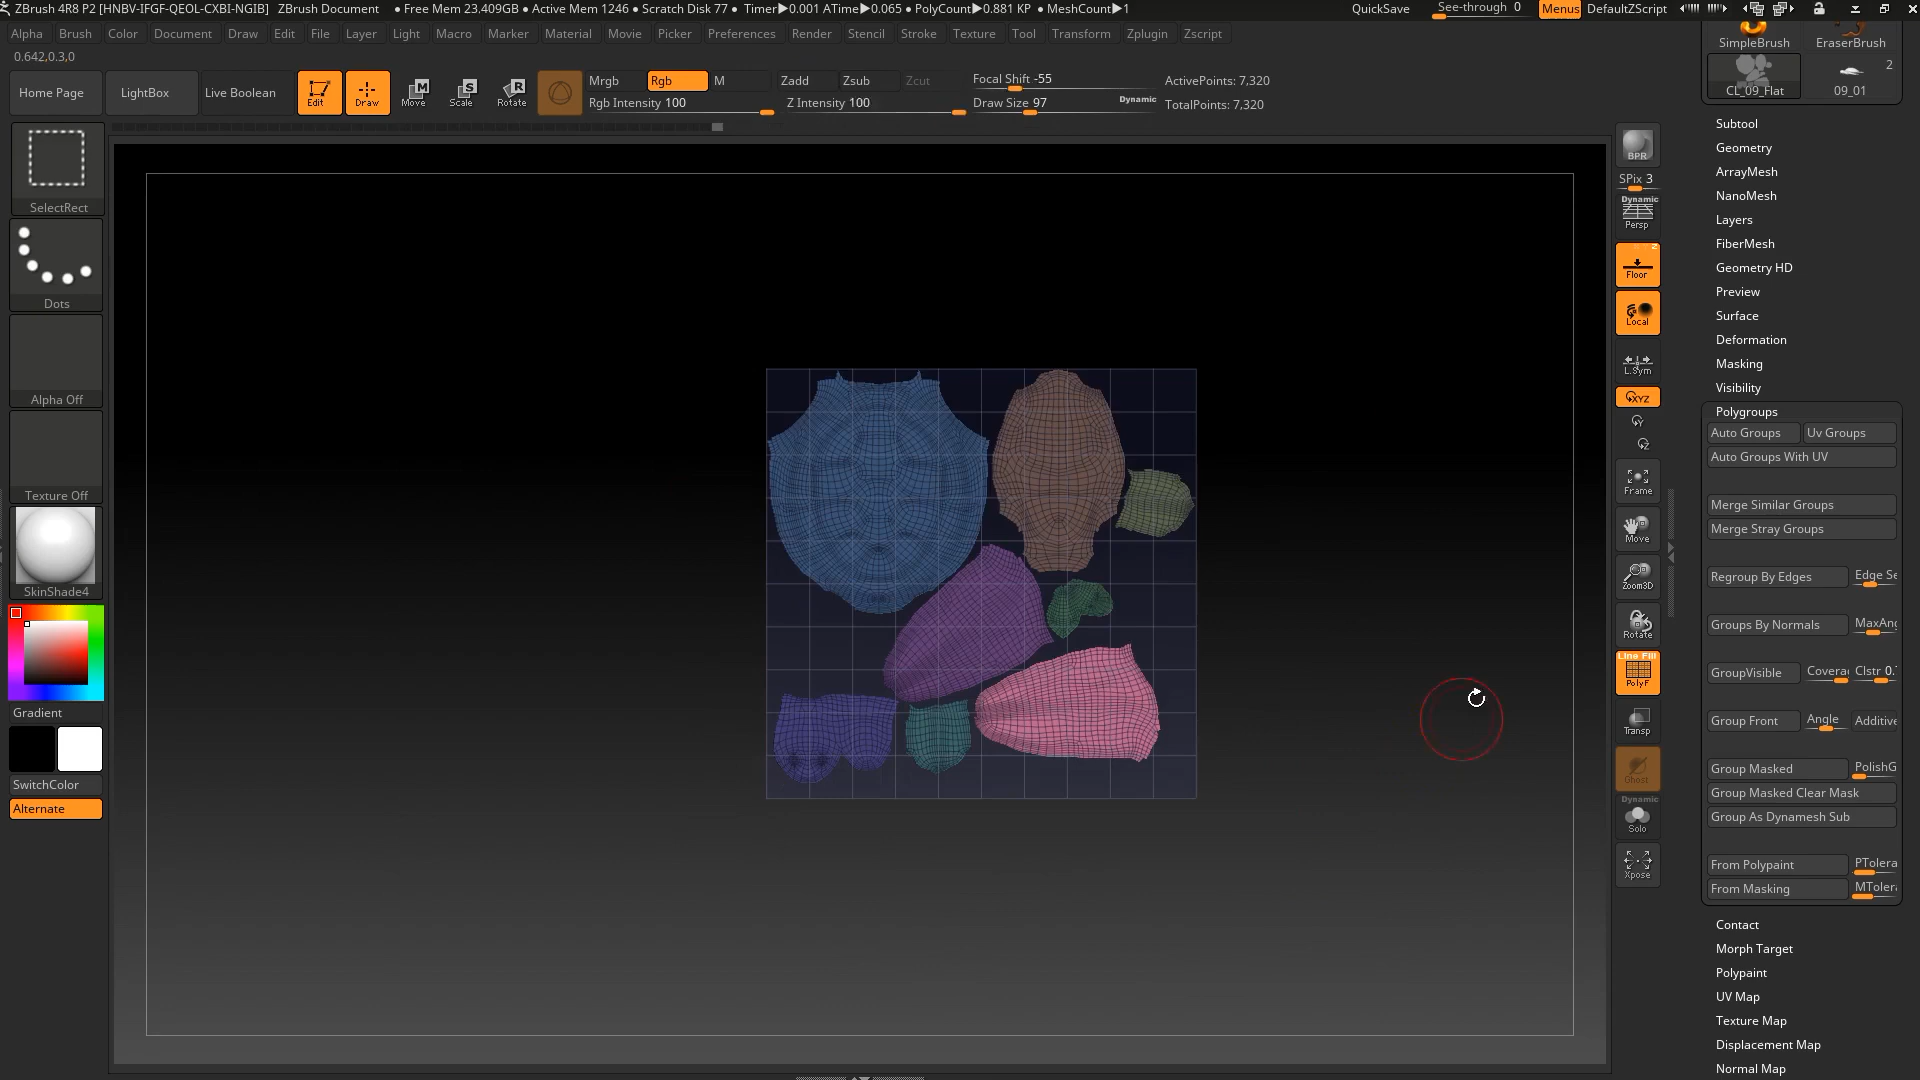 ZBrush 4R8 P2 [HNBV-IFGF-QEOL-CXBI-NGIB] ZBrush Document • Free Mem 23.409GB • Active Mem 1246 • Scratch Disk 77 • Timer▶0.001 ATime▶0.065 • PolyCount▶0.881 KP • MeshCount▶1 QuickSave See-through 0 Menus DefaultZScript
Alpha Brush Color Document Draw Edit File Layer Light Macro Marker Material Movie Picker Preferences Render Stencil Stroke Texture Tool Transform Zplugin Zscript
0.642,0.3,0
Home Page LightBox Live Boolean Edit Draw Move Scale Rotate
Mrgb Rgb M Zadd Zsub Zcut Focal Shift -55 ActivePoints: 7,320
Rgb Intensity 100 Z Intensity 100 Draw Size 97 Dynamic TotalPoints: 7,320
SelectRect
Dots
Alpha Off
Texture Off
SkinShade4
Gradient
SwitchColor
Alternate
BPR
SPix 3
Dynamic
Persp
Floor
Local
L.Sym
XYZ
Y
Z
Frame
Move
Zoom3D
Rotate
Line Fill
PolyF
Transp
Ghost
Dynamic
Solo
Xpose
SimpleBrush EraserBrush
2
CL_09_Flat 09_01
Subtool
Geometry
ArrayMesh
NanoMesh
Layers
FiberMesh
Geometry HD
Preview
Surface
Deformation
Masking
Visibility
Polygroups
Auto Groups Uv Groups
Auto Groups With UV
Merge Similar Groups
Merge Stray Groups
Regroup By Edges Edge Se
Groups By Normals MaxAng
GroupVisible Covera Clstr 0.
Group Front Angle Additive
Group Masked PolishG
Group Masked Clear Mask
Group As Dynamesh Sub
From Polypaint PTolera
From Masking MToler
Contact
Morph Target
Polypaint
UV Map
Texture Map
Displacement Map
Normal Map